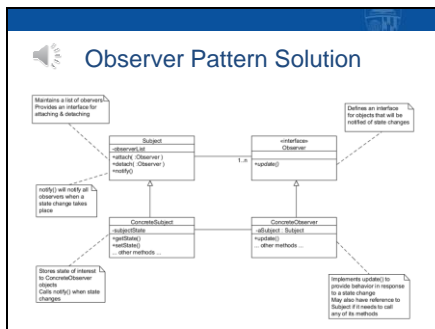 Observer Pattern Solution
Maintains a list of obervers
Provides an interface for
attaching & detaching
Defines an interface
for objects that will be
notified of state changes
Subject
-observerList
+attach( :Observer )
+detach( :Observer )
+notify()
1..n
«interface»
Observer
+update()
notify() will notify all
observers when a
state change takes
place
ConcreteSubject
-subjectState
+getState()
+setState()
... other methods ...
ConcreteObserver
-aSubject : Subject
+update()
... other methods ...
Stores state of interest
to ConcreteObserver
objects
Calls notify() when state
changes
Implements update() to
provide behavior in response
to a state change
May also have reference to
Subject if it needs to call
any of its methods